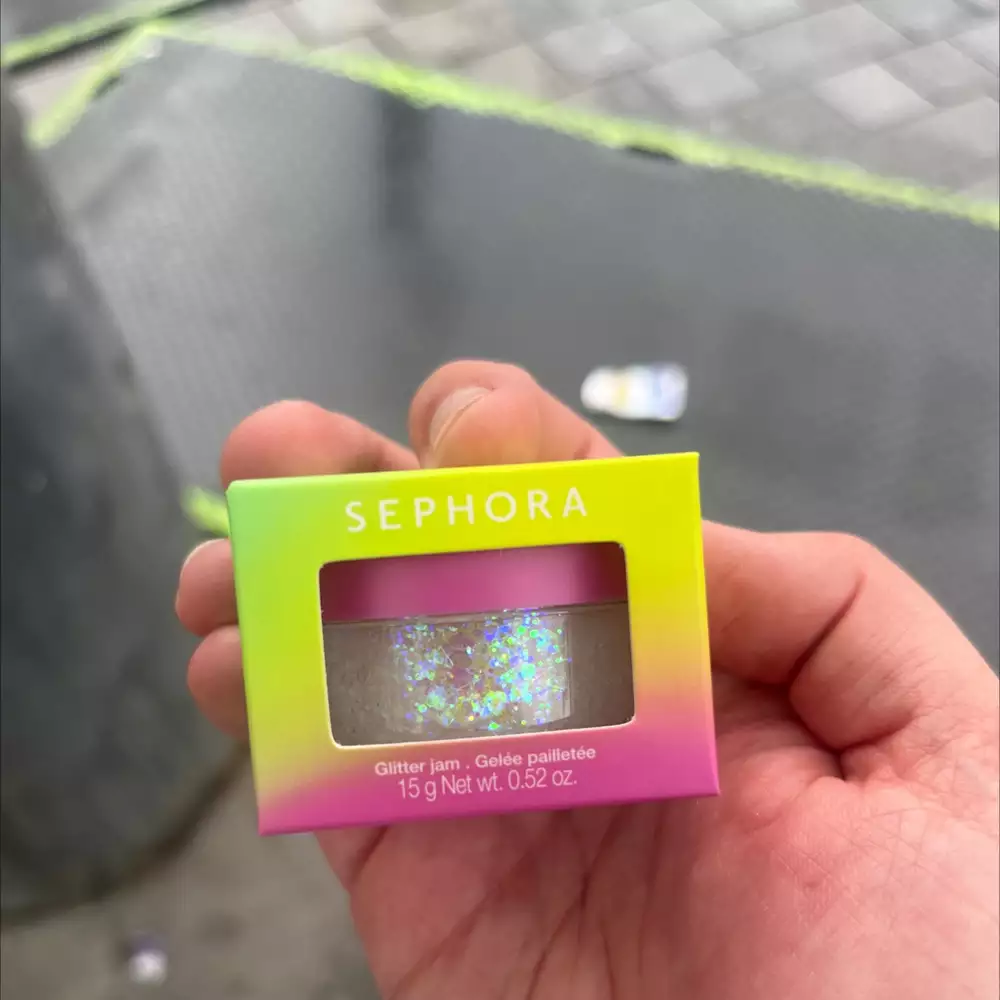 SEPHORA
Glitter jam . Gelée pailletée
15 g Net wt. 0.52 oz.